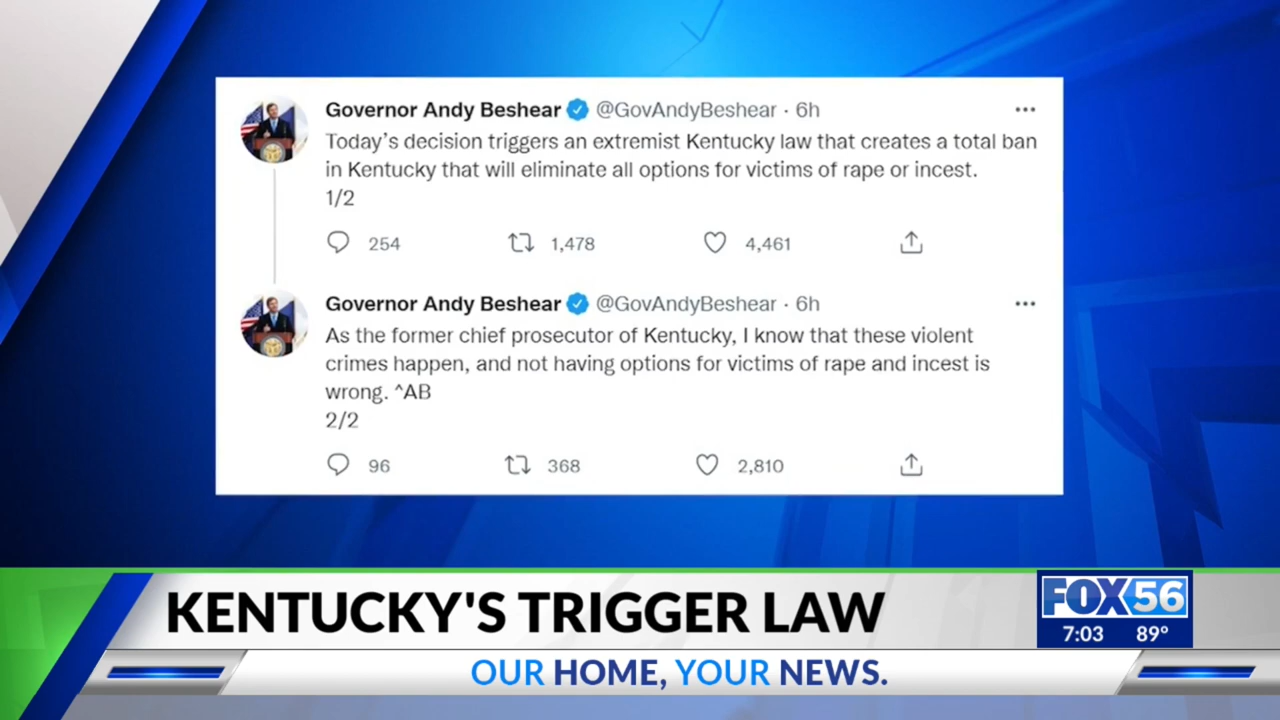 Governor Andy Beshear @GovAndyBeshear · 6h
Today's decision triggers an extremist Kentucky law that creates a total ban
in Kentucky that will eliminate all options for victims of rape or incest.
1/2
254 1,478 4,461
Governor Andy Beshear @GovAndyBeshear · 6h
As the former chief prosecutor of Kentucky, I know that these violent
crimes happen, and not having options for victims of rape and incest is
wrong. ^AB
2/2
96 368 2,810
KENTUCKY'S TRIGGER LAW
FOX 56
7:03 89°
OUR HOME, YOUR NEWS.